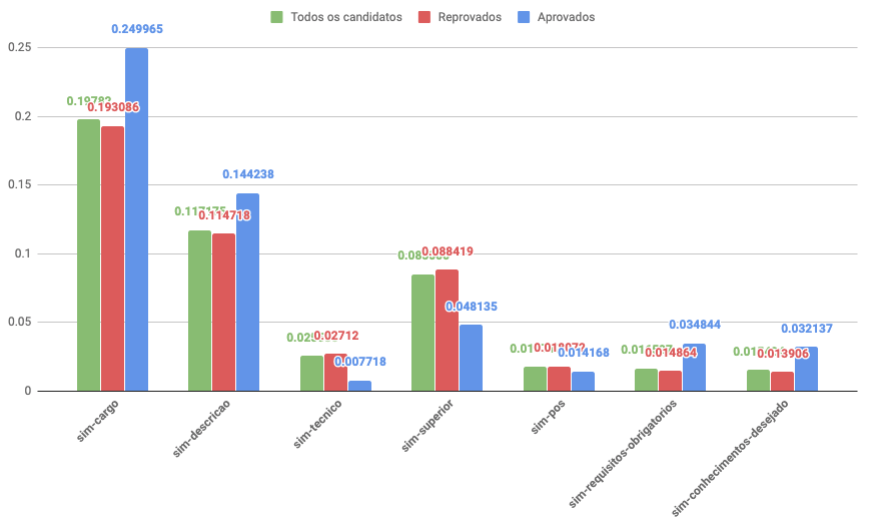 Todos os candidatos Reprovados Aprovados
0.249965
0.25
0.193086
0.2
0.15
0.144238
0.114718
0.1
0.088419
0.05
0.048135
0.034844
0.032137
0.02712
0.014864
0.013906
0.014168
0.007718
0
sim-cargo
sim-descricao
sim-tecnico
sim-superior
sim-pos
sim-requisitos-obrigatorios
sim-conhecimentos-desejado